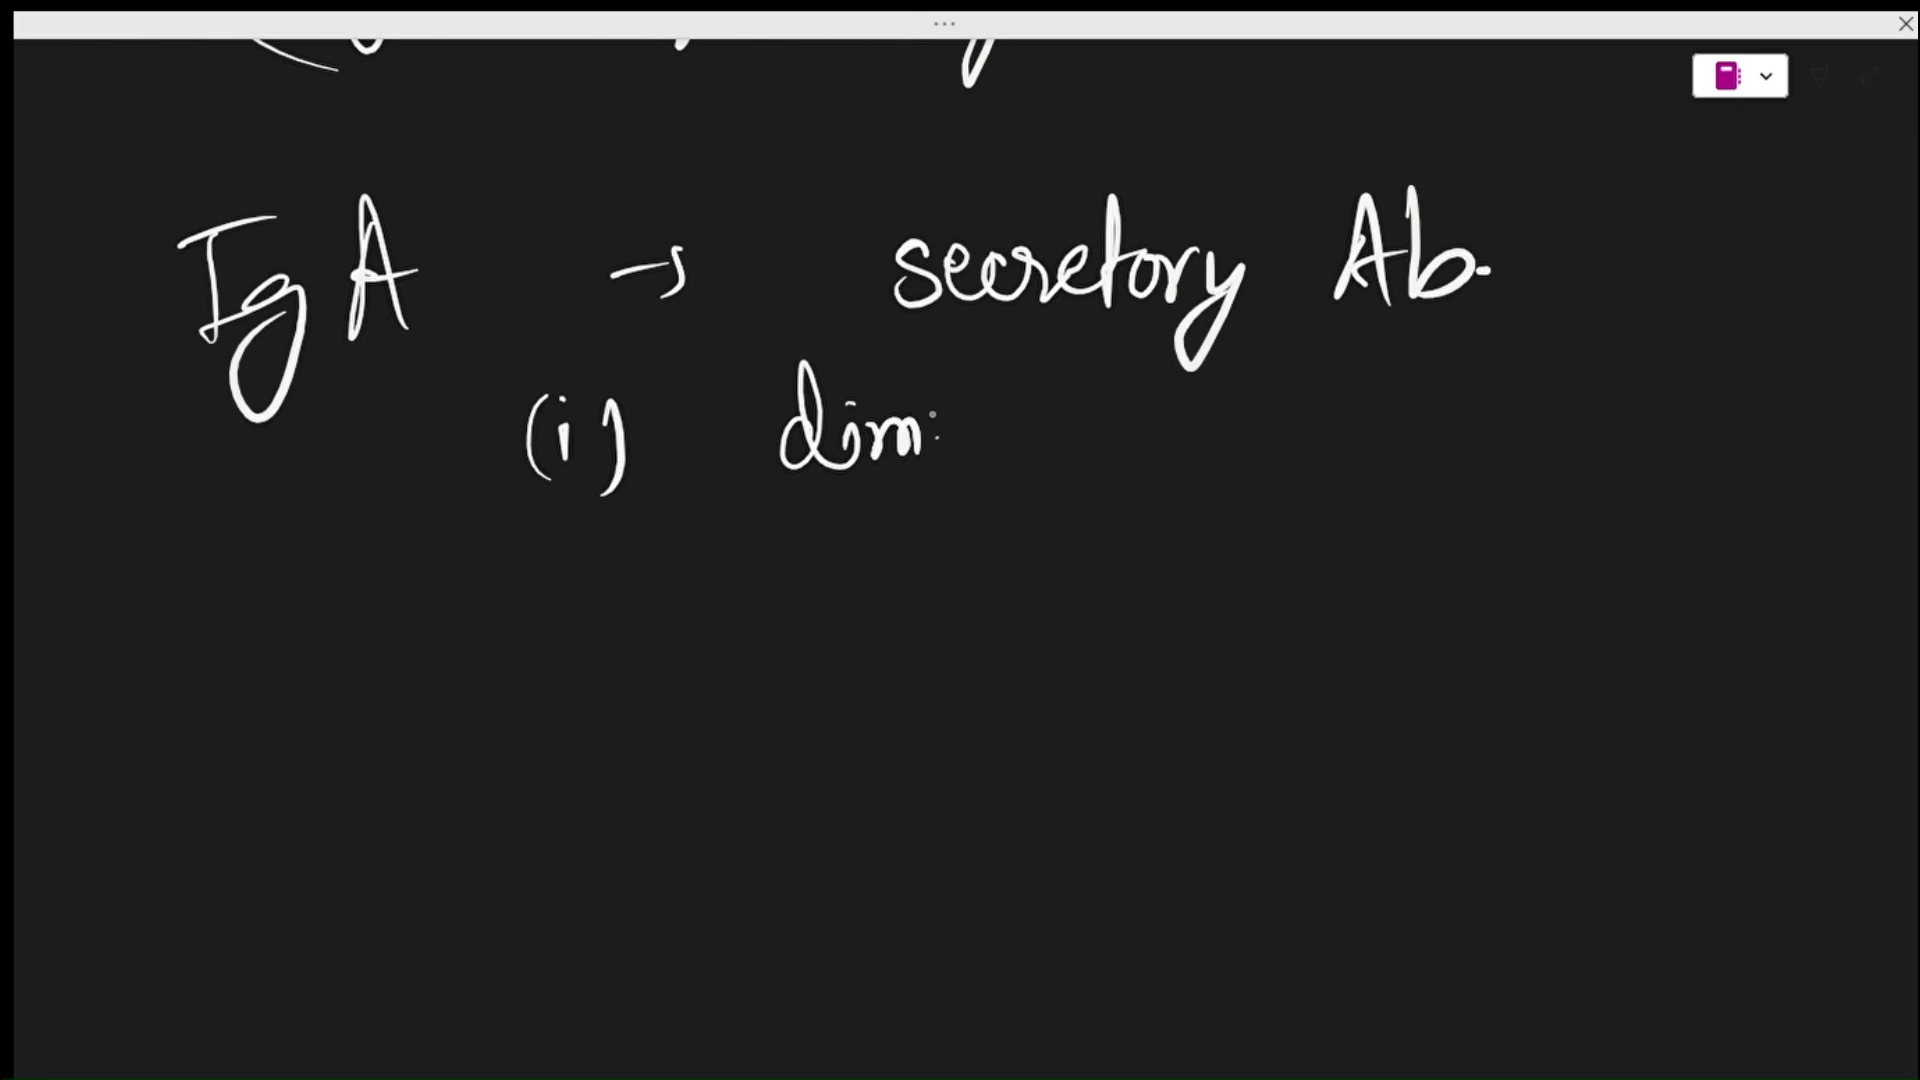 IgA → secretory Ab.
(i) dim